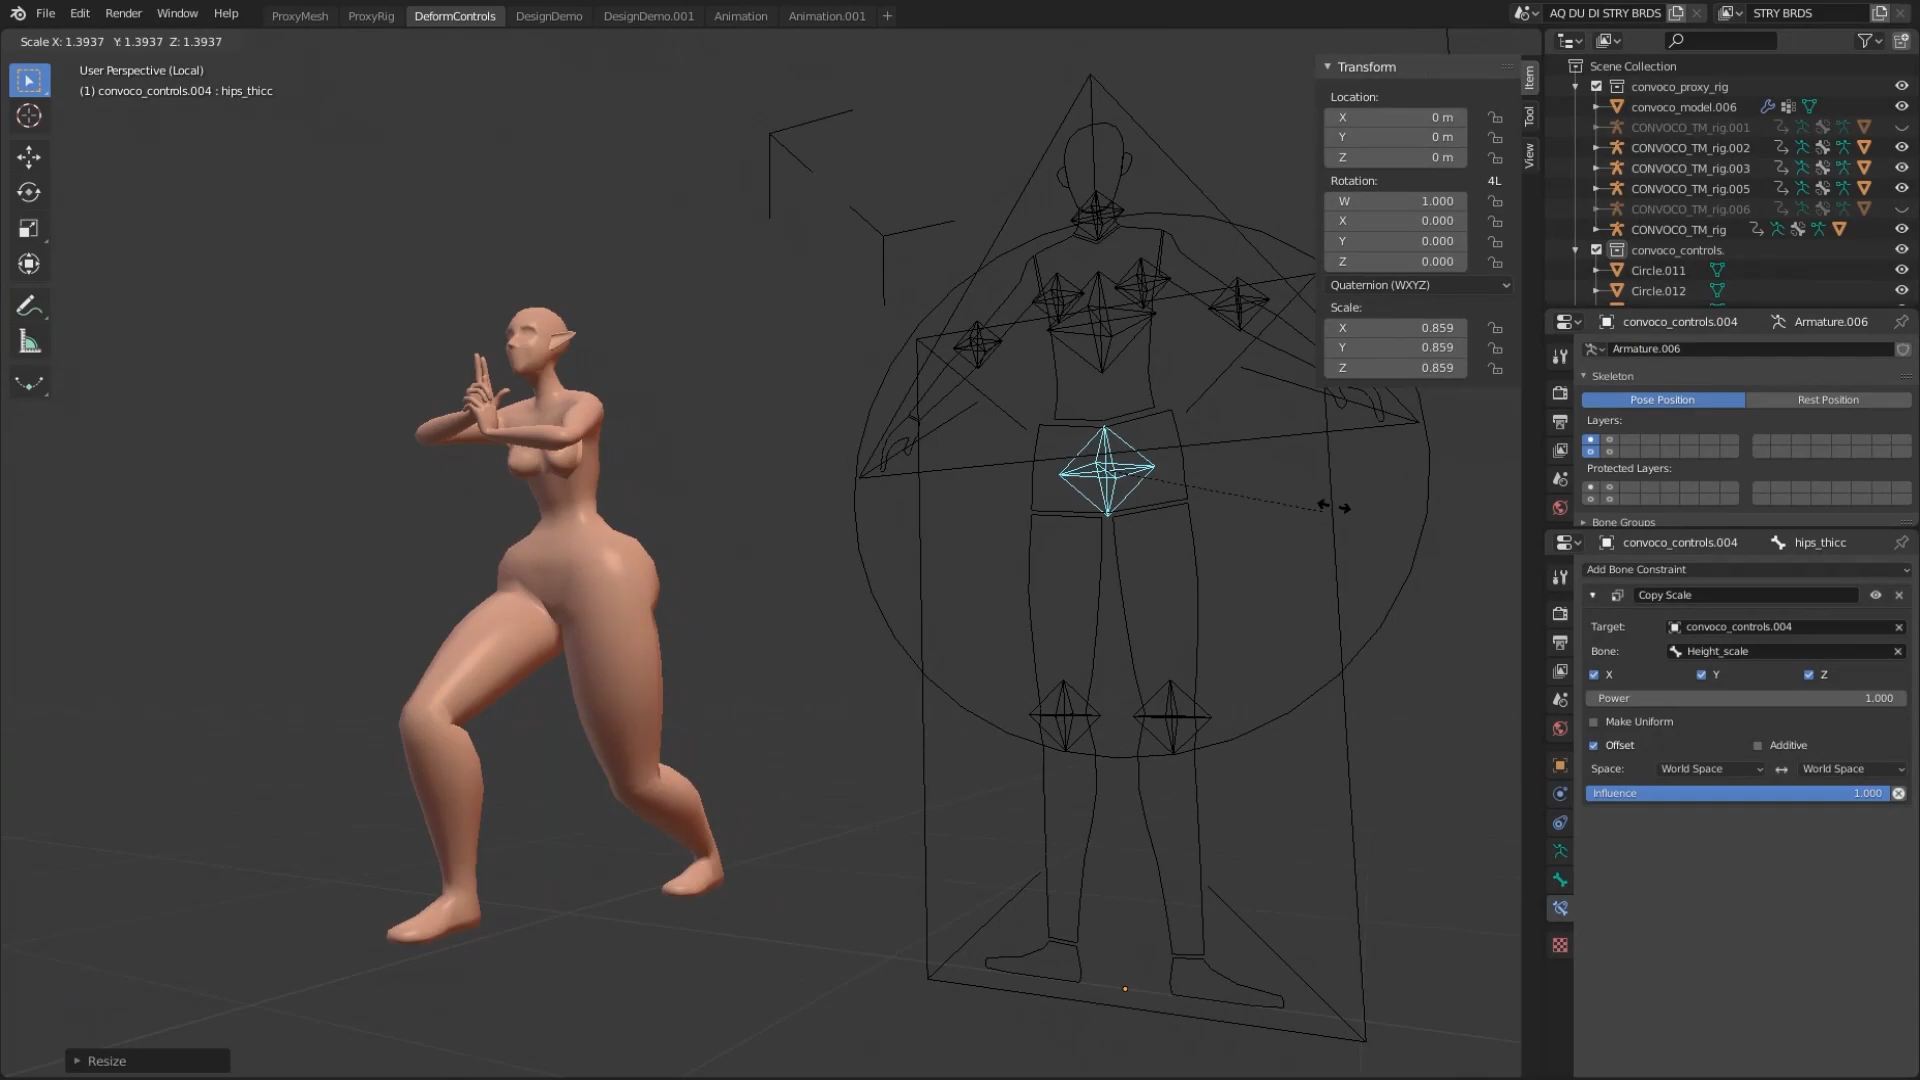 File Edit Render Window Help ProxyMesh ProxyRig DeformControls DesignDemo DesignDemo.001 Animation Animation.001 + AQ DU DI STRY BRDS STRY BRDS
Scale X: 1.3937 Y: 1.3937 Z: 1.3937
User Perspective (Local)
(1) convoco_controls.004 : hips_thicc
Transform
Location:
X 0 m
Y 0 m
Z 0 m
Rotation: 4L
W 1.000
X 0.000
Y 0.000
Z 0.000
Quaternion (WXYZ)
Scale:
X 0.859
Y 0.859
Z 0.859
Item
Tool
View
Scene Collection
convoco_proxy_rig
convoco_model.006
CONVOCO_TM_rig.001
CONVOCO_TM_rig.002
CONVOCO_TM_rig.003
CONVOCO_TM_rig.005
CONVOCO_TM_rig.006
CONVOCO_TM_rig
convoco_controls.
Circle.011
Circle.012
convoco_controls.004 Armature.006
Armature.006
Skeleton
Pose Position Rest Position
Layers:
Protected Layers:
Bone Groups
convoco_controls.004 hips_thicc
Add Bone Constraint
Copy Scale
Target: convoco_controls.004
Bone: Height_scale
X Y Z
Power 1.000
Make Uniform
Offset Additive
Space: World Space World Space
Influence 1.000
Resize